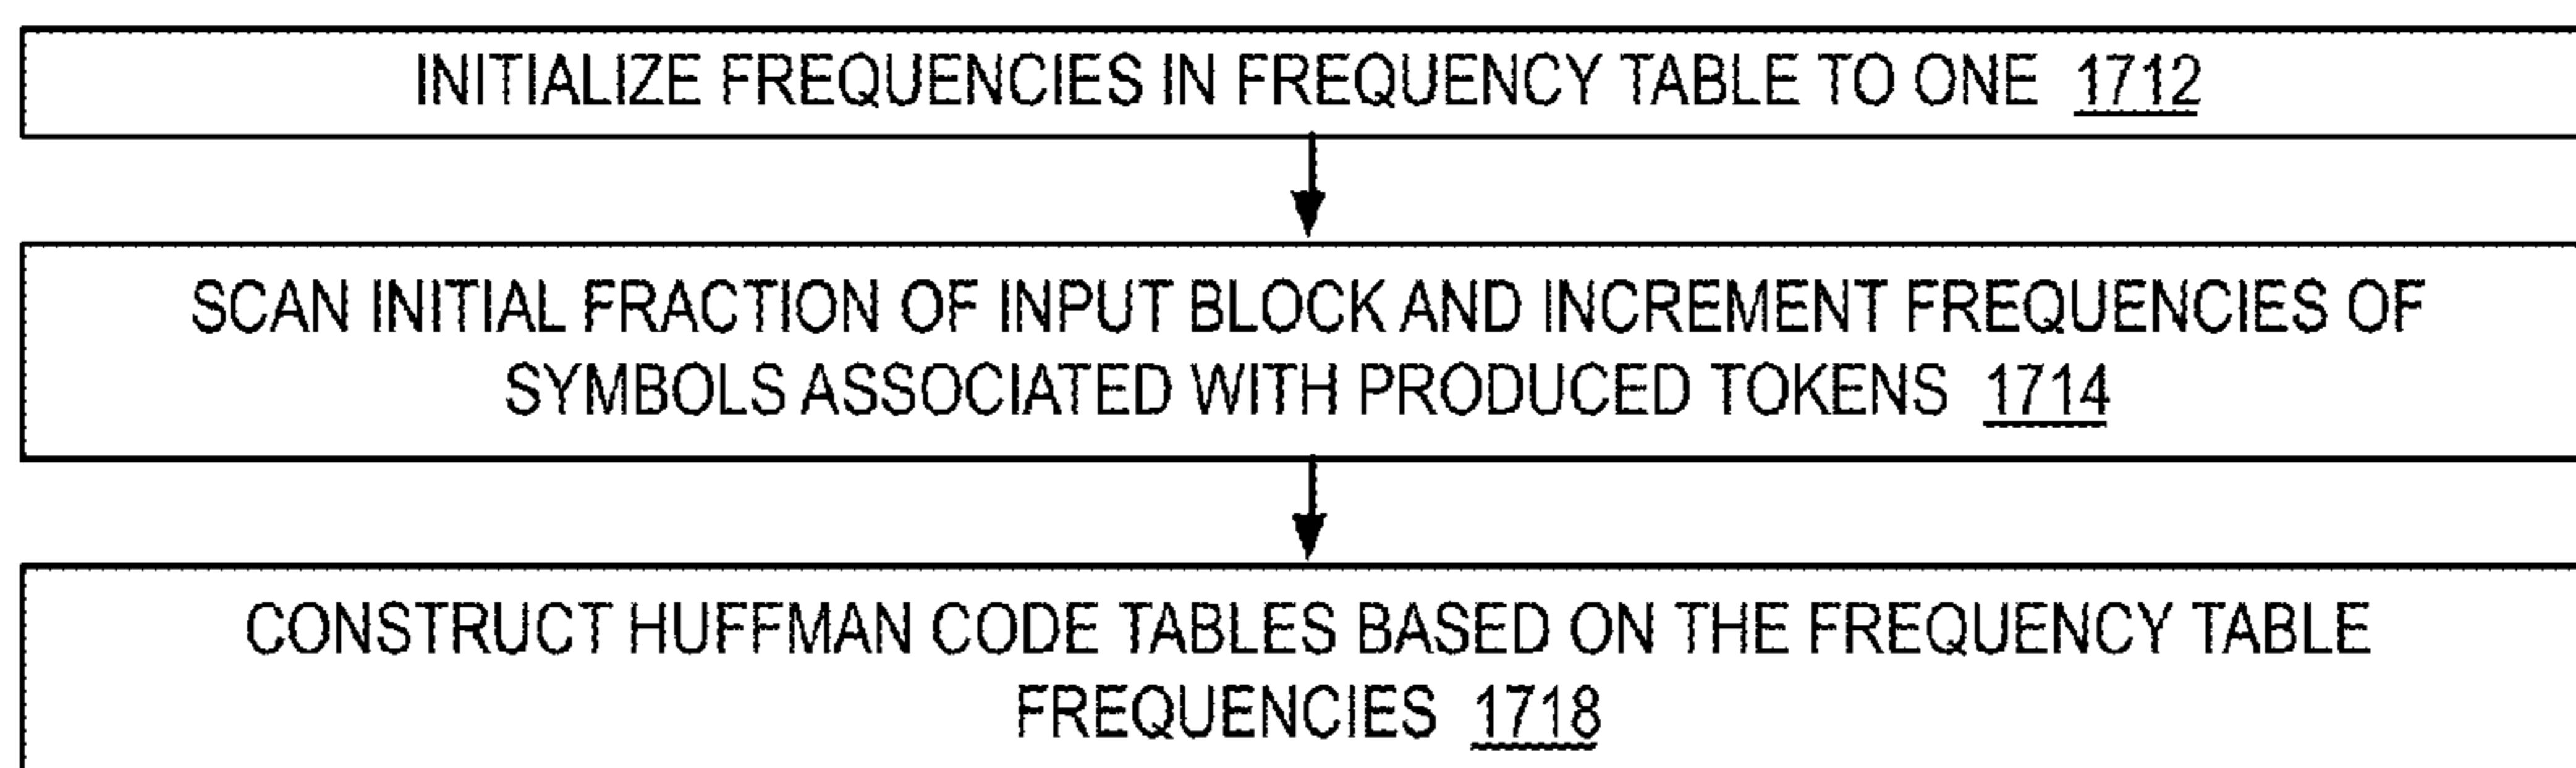 INITIALIZE FREQUENCIES IN FREQUENCY TABLE TO ONE 1712
SCAN INITIAL FRACTION OF INPUT BLOCK AND INCREMENT FREQUENCIES OF
SYMBOLS ASSOCIATED WITH PRODUCED TOKENS 1714
CONSTRUCT HUFFMAN CODE TABLES BASED ON THE FREQUENCY TABLE
FREQUENCIES 1718